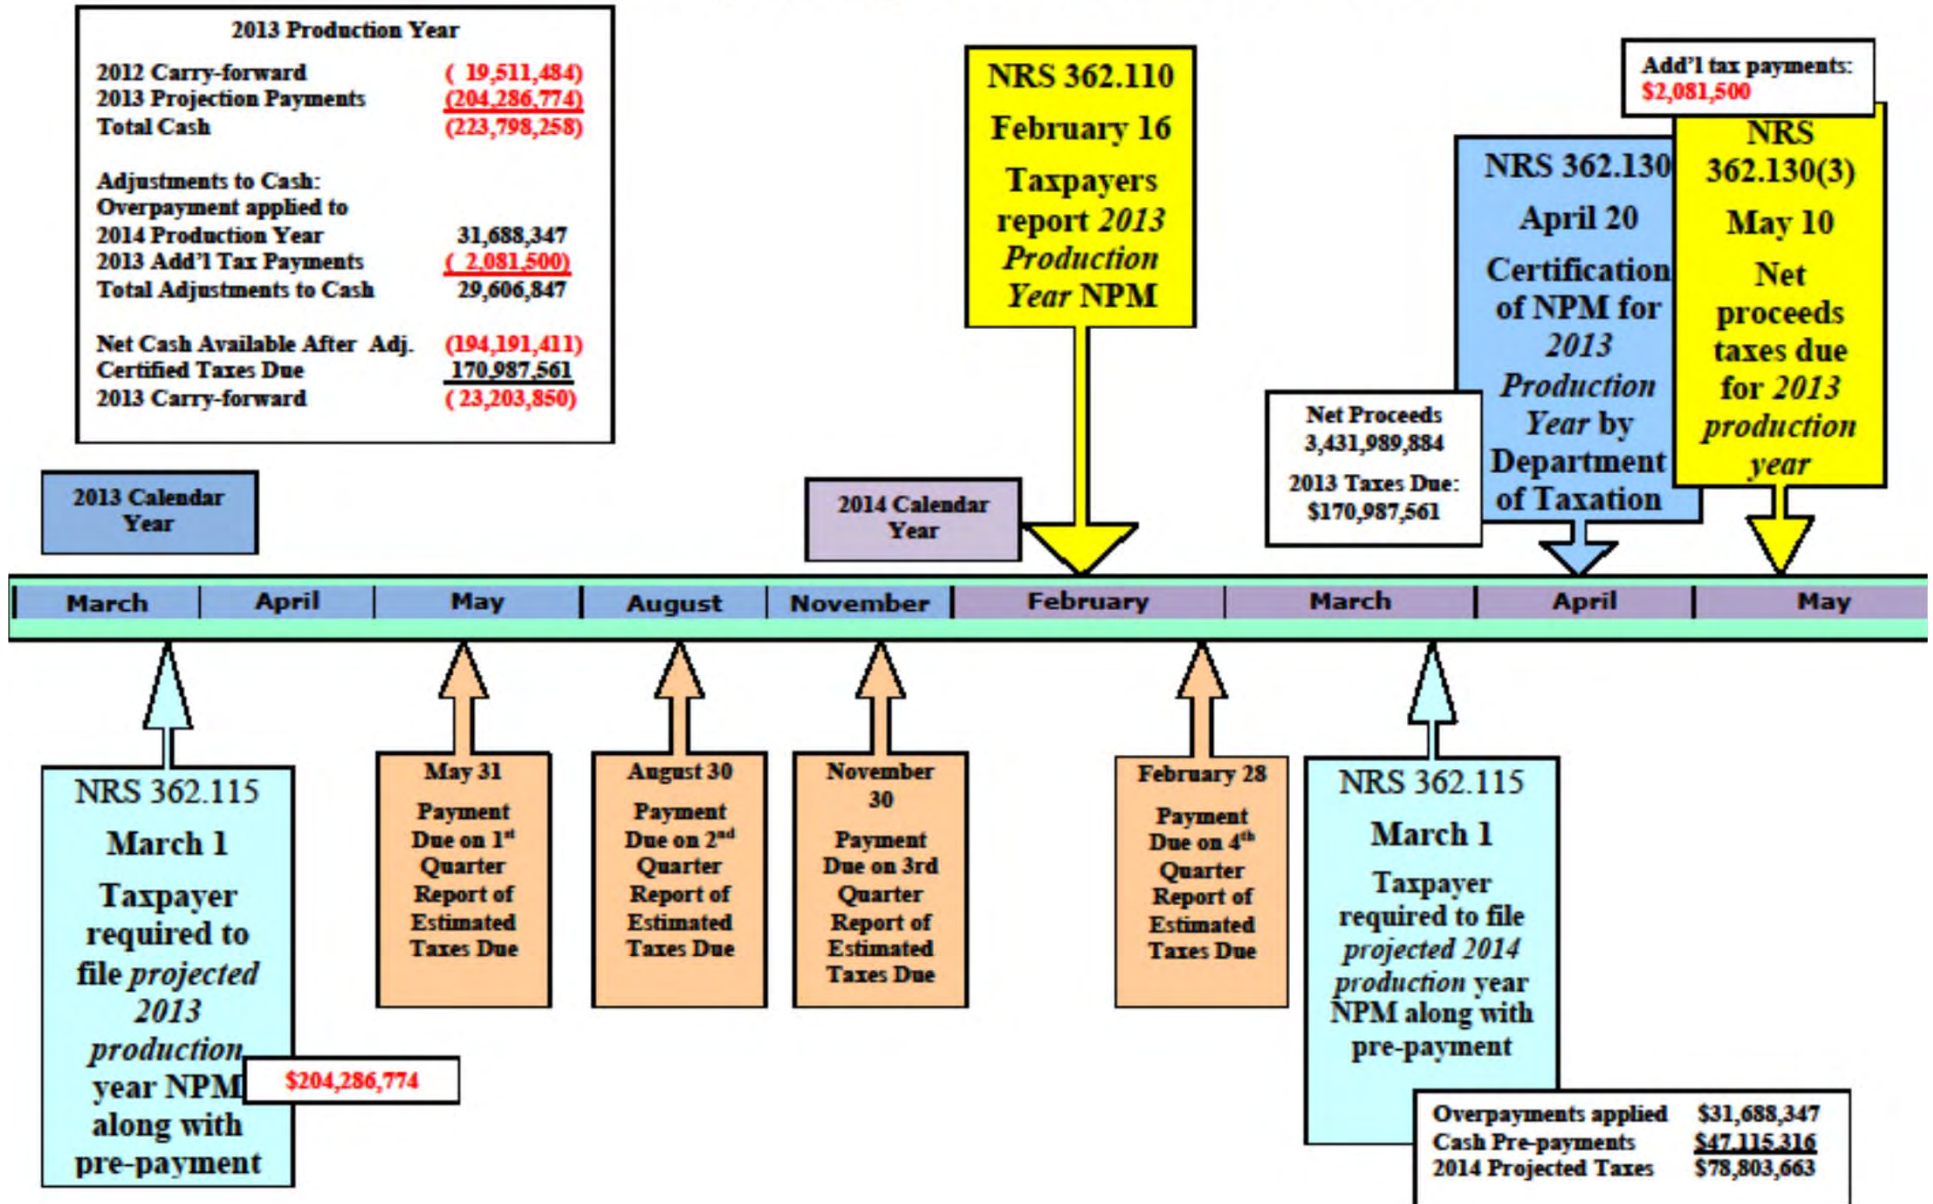 2013 Production Year
2012 Carry-forward ( 19,511,484)
2013 Projection Payments (204,286,774)
Total Cash (223,798,258)
Adjustments to Cash:
Overpayment applied to
2014 Production Year 31,688,347
2013 Add'l Tax Payments ( 2,081,500)
Total Adjustments to Cash 29,606,847
Net Cash Available After Adj. (194,191,411)
Certified Taxes Due 170,987,561
2013 Carry-forward ( 23,203,850)
NRS 362.110
February 16
Taxpayers
report 2013
Production
Year NPM
Add'l tax payments:
$2,081,500
NRS
362.130(3)
May 10
Net
proceeds
taxes due
for 2013
production
year
NRS 362.130
April 20
Certification
of NPM for
2013
Production
Year by
Department
of Taxation
Net Proceeds
3,431,989,884
2013 Taxes Due:
$170,987,561
2013 Calendar
Year
2014 Calendar
Year
March April May August November February March April May
NRS 362.115
March 1
Taxpayer
required to
file projected
2013
production
year NPM
along with
pre-payment
$204,286,774
May 31
Payment
Due on 1st
Quarter
Report of
Estimated
Taxes Due
August 30
Payment
Due on 2nd
Quarter
Report of
Estimated
Taxes Due
November
30
Payment
Due on 3rd
Quarter
Report of
Estimated
Taxes Due
February 28
Payment
Due on 4th
Quarter
Report of
Estimated
Taxes Due
NRS 362.115
March 1
Taxpayer
required to file
projected 2014
production year
NPM along with
pre-payment
Overpayments applied $31,688,347
Cash Pre-payments $47,115,316
2014 Projected Taxes $78,803,663